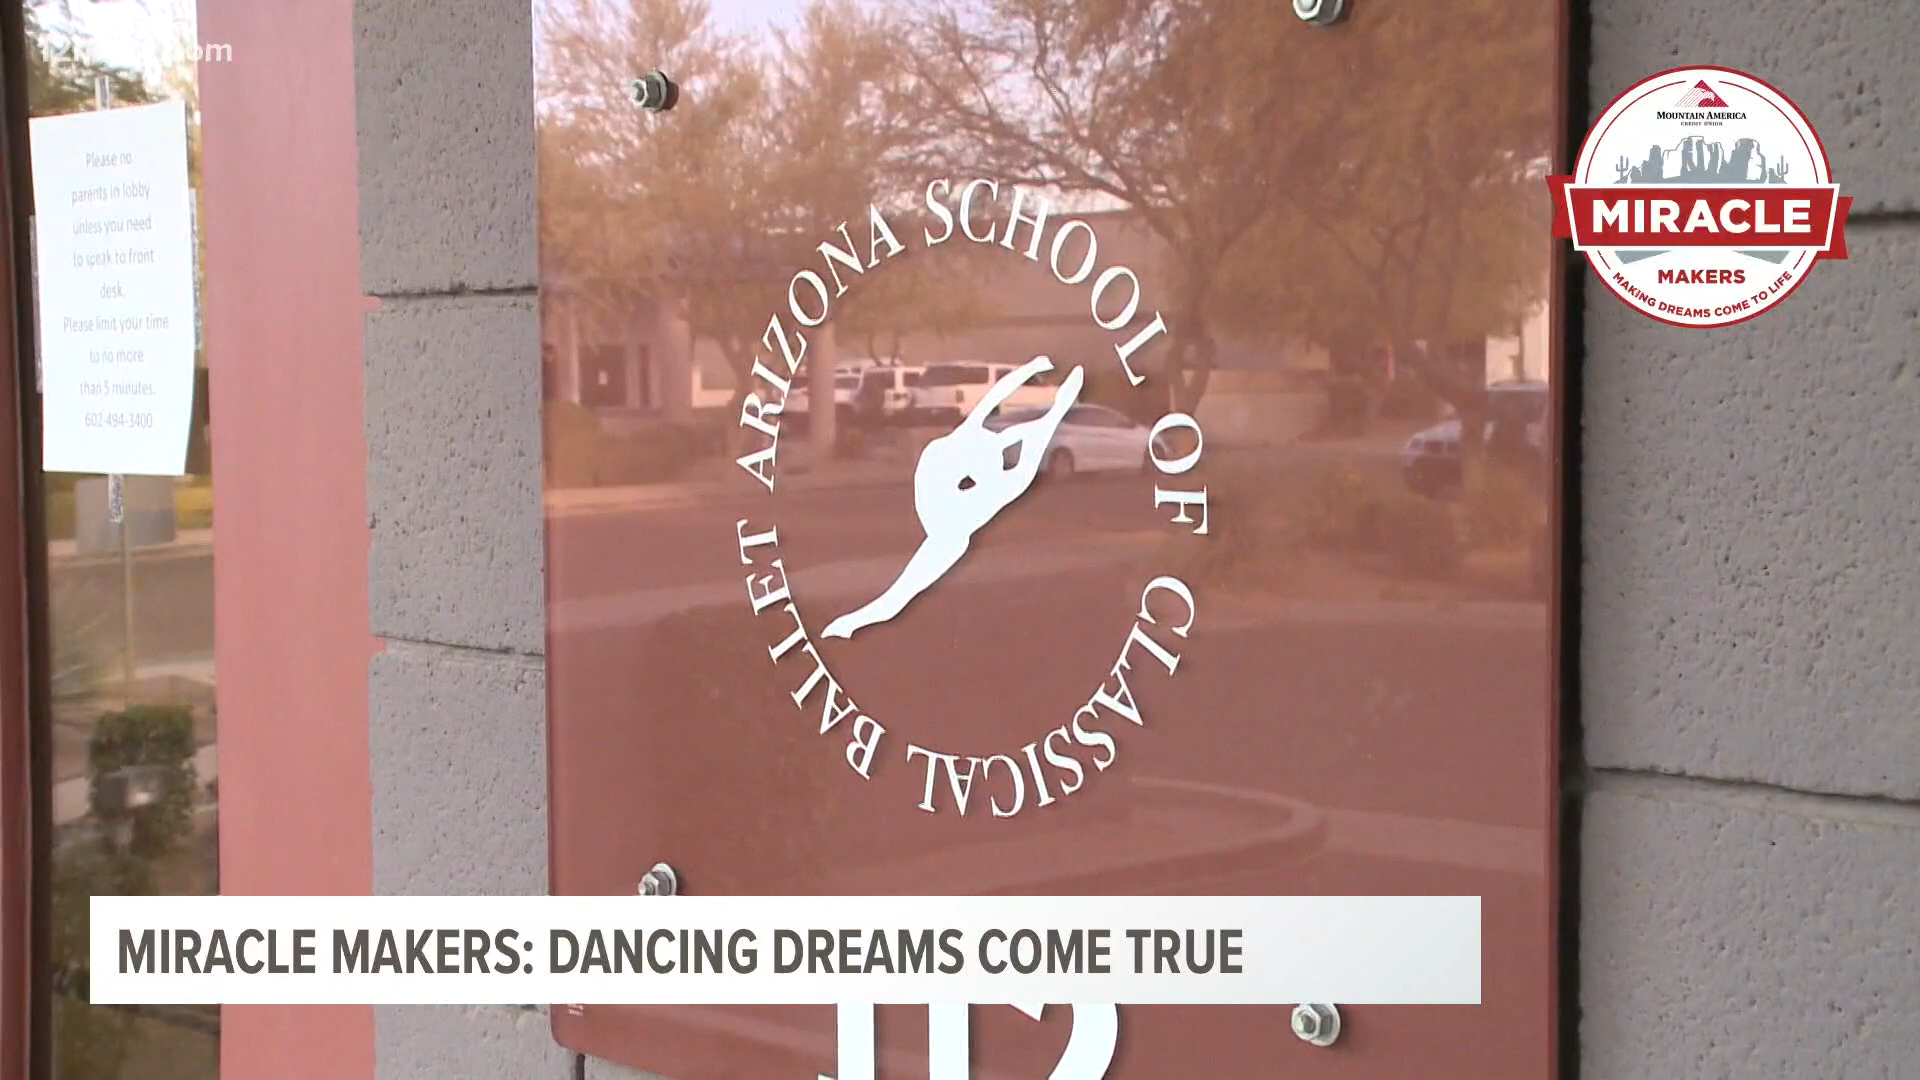 Please no
parents in lobby
unless you need
to speak to front
desk.
Please limit your time
to no more
than 5 minutes.
602-494-3400
ARIZONA SCHOOL OF CLASSICAL BALLET
MOUNTAIN AMERICA
CREDIT UNION
MIRACLE
MAKERS
MAKING DREAMS COME TO LIFE
MIRACLE MAKERS: DANCING DREAMS COME TRUE